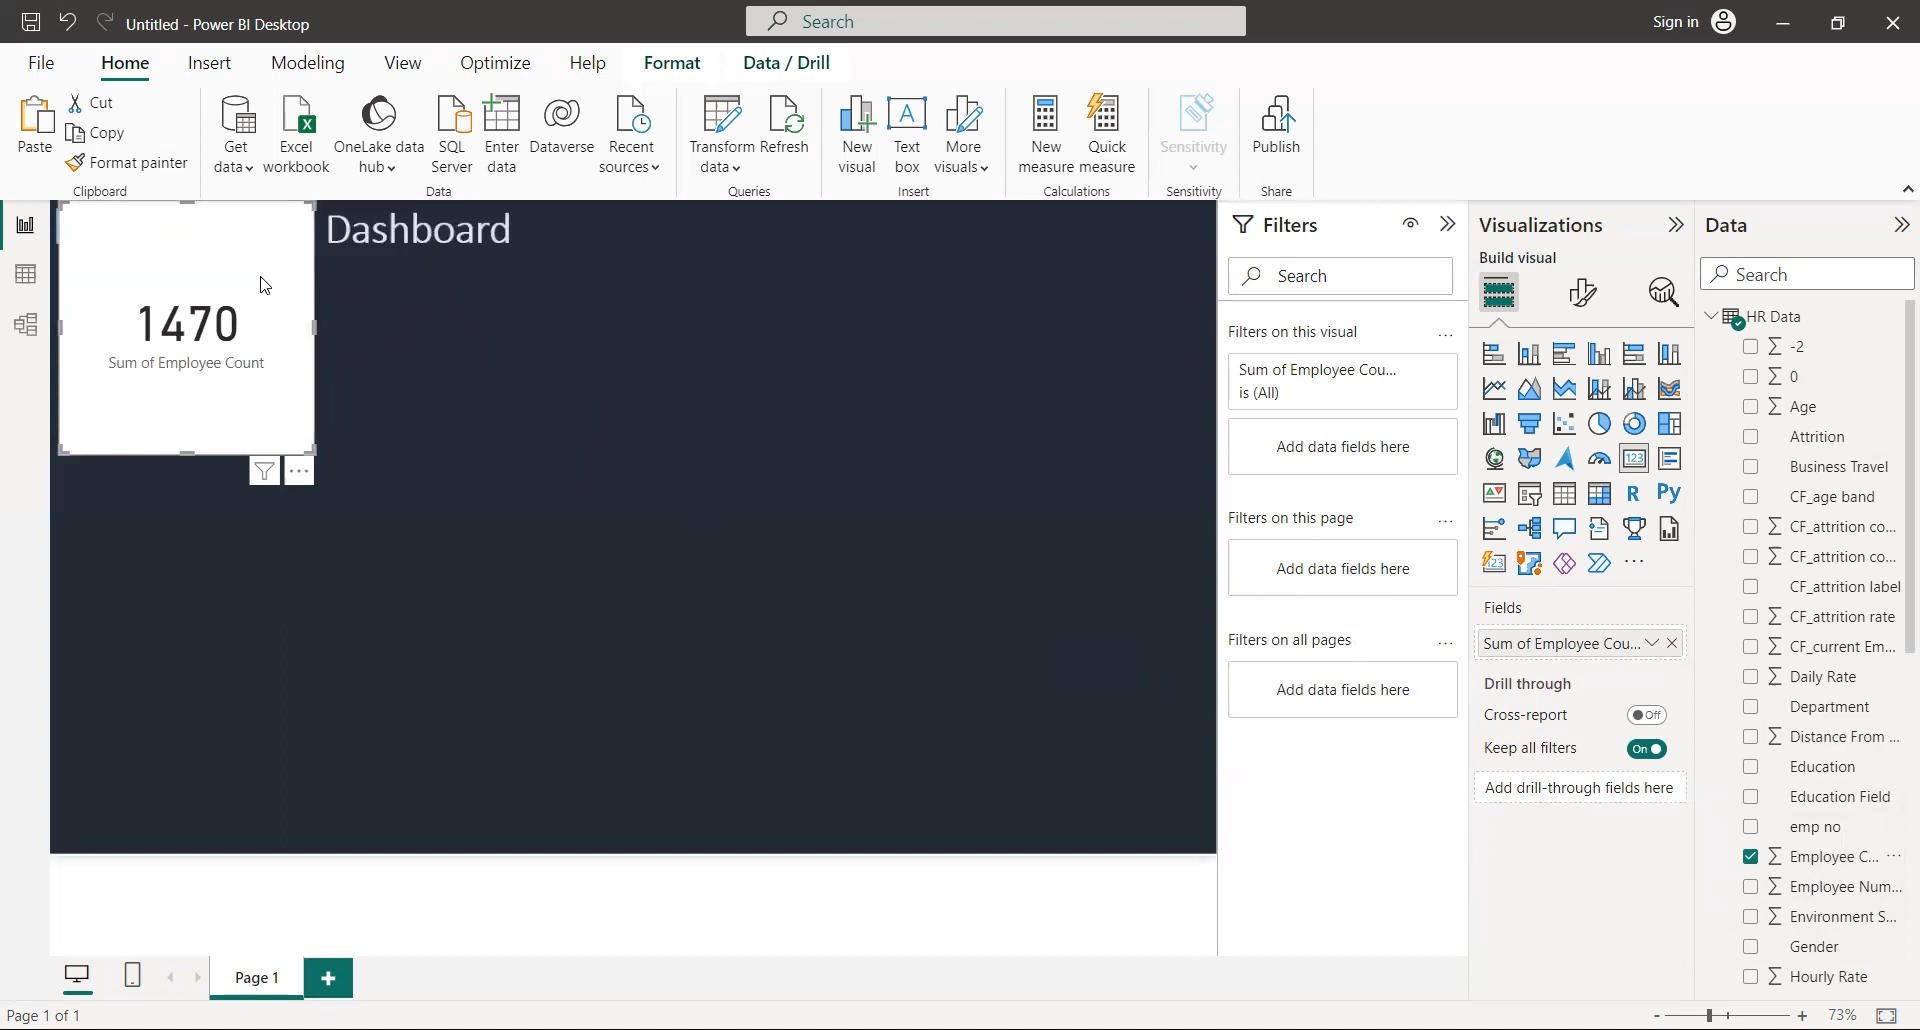 Untitled - Power BI Desktop
Search
Sign in
File
Home
Insert
Modeling
View
Optimize
Help
Format
Data / Drill
Paste
Cut
Copy
Format painter
Clipboard
Get data
Excel workbook
OneLake data hub
SQL Server
Enter data
Dataverse
Recent sources
Data
Transform data
Refresh
Queries
New visual
Text box
More visuals
Insert
New measure
Quick measure
Calculations
Sensitivity
Sensitivity
Publish
Share
Dashboard
1470
Sum of Employee Count
Filters
Search
Filters on this visual
...
Sum of Employee Cou...
is (All)
Add data fields here
Filters on this page
...
Add data fields here
Filters on all pages
...
Add data fields here
Visualizations
Build visual
123
R
Py
123
...
Fields
Sum of Employee Cou...
Drill through
Cross-report
Off
Keep all filters
On
Add drill-through fields here
Data
Search
HR Data
∑ -2
∑ 0
∑ Age
Attrition
Business Travel
CF_age band
∑ CF_attrition co...
∑ CF_attrition co...
CF_attrition label
∑ CF_attrition rate
∑ CF_current Em...
∑ Daily Rate
Department
∑ Distance From ...
Education
Education Field
emp no
∑ Employee C... ...
∑ Employee Num...
∑ Environment S...
Gender
∑ Hourly Rate
Page 1
+
Page 1 of 1
- + 73%